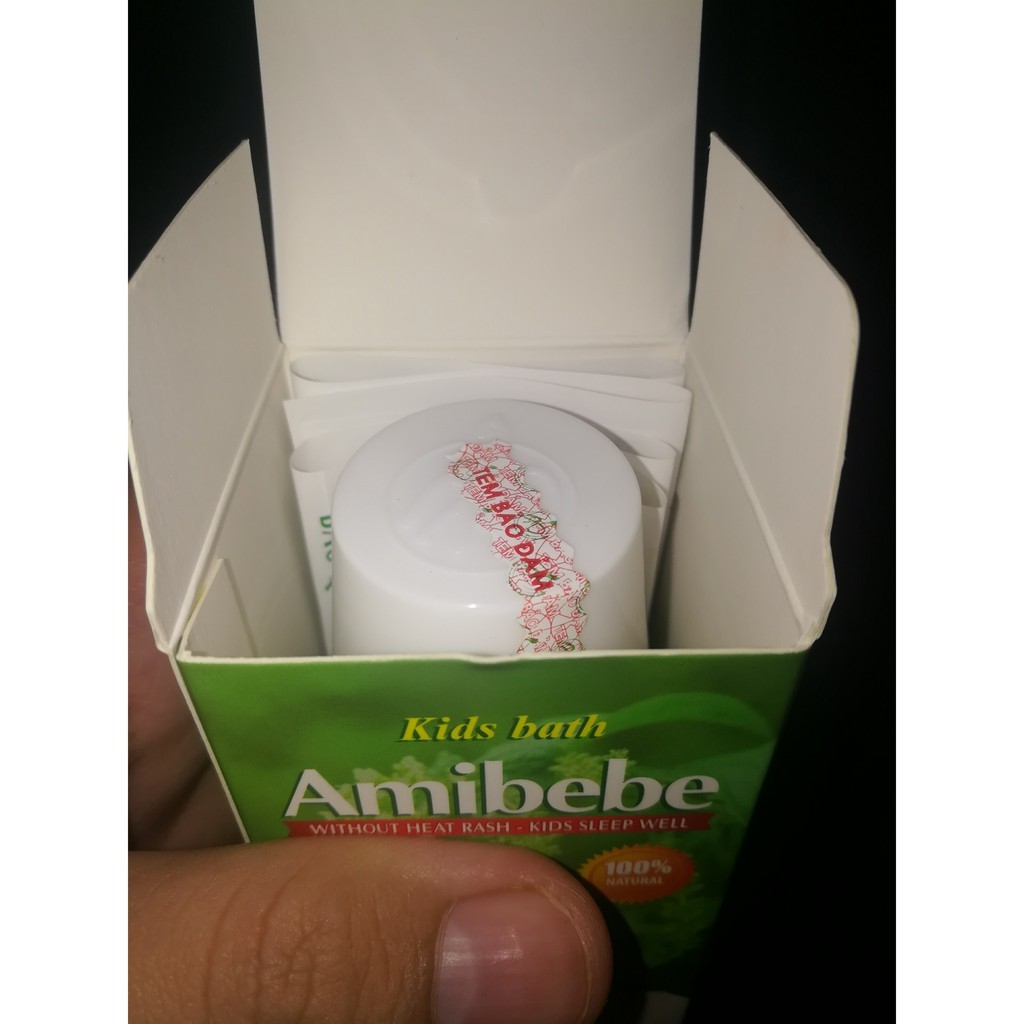 TEM BẢO ĐẢM
Kids bath
Amibebe
WITHOUT HEAT RASH - KIDS SLEEP WELL
100%
NATURAL